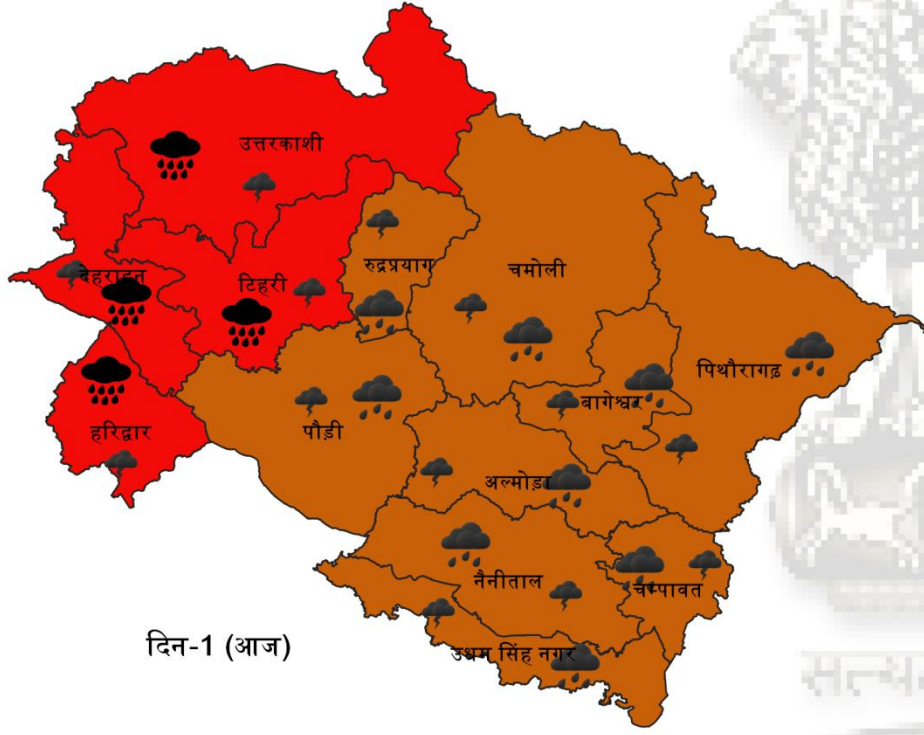 उत्तरकाशी
देहरादून
टिहरी
रुद्रप्रयाग
चमोली
हरिद्वार
पौड़ी
बागेश्वर
पिथौरागढ़
अल्मोड़ा
नैनीताल
चम्पावत
उधम सिंह नगर
दिन-1 (आज)